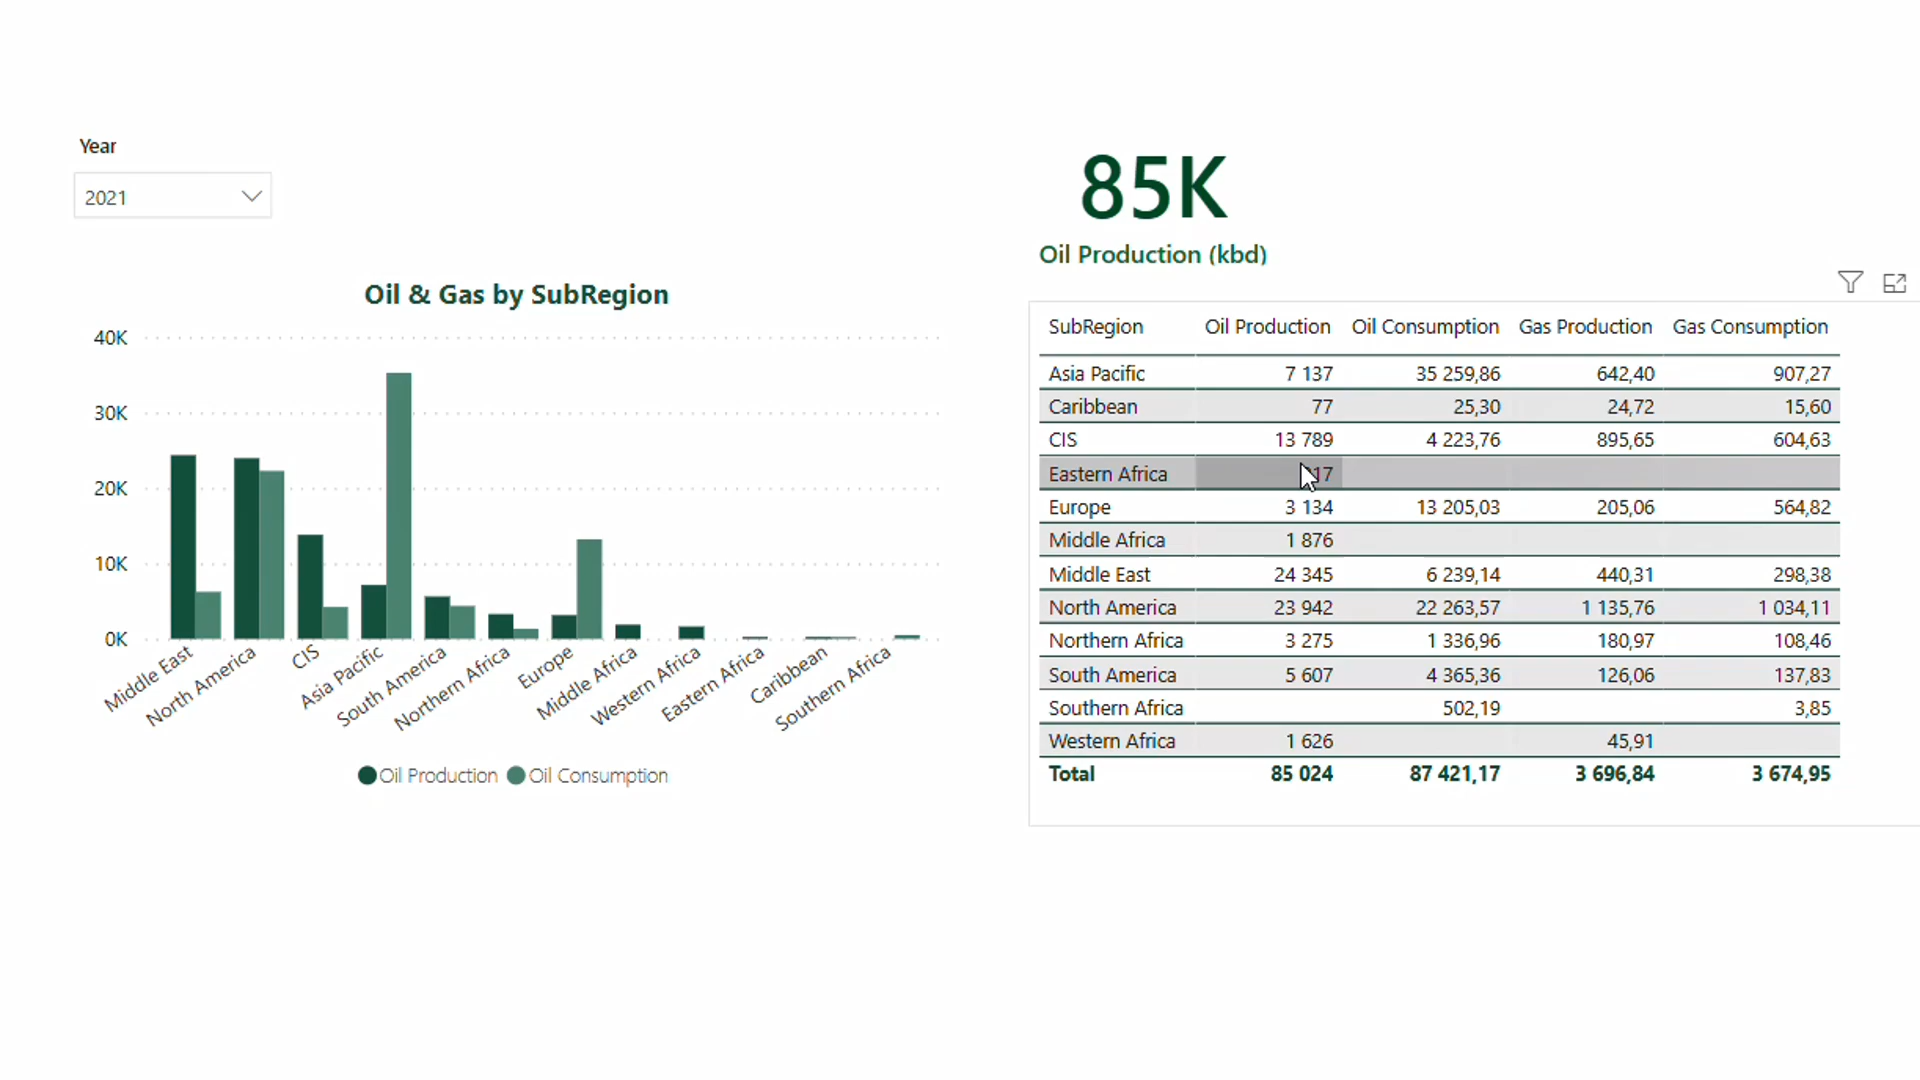 Year
2021
Oil & Gas by SubRegion
40K
30K
20K
10K
0K
Middle East
North America
CIS
Asia Pacific
South America
Northern Africa
Europe
Middle Africa
Western Africa
Eastern Africa
Caribbean
Southern Africa
Oil Production Oil Consumption
85K
Oil Production (kbd)
SubRegion Oil Production Oil Consumption Gas Production Gas Consumption
Asia Pacific 7 137 35 259,86 642,40 907,27
Caribbean 77 25,30 24,72 15,60
CIS 13 789 4 223,76 895,65 604,63
Eastern Africa
Europe 3 134 13 205,03 205,06 564,82
Middle Africa 1 876
Middle East 24 345 6 239,14 440,31 298,38
North America 23 942 22 263,57 1 135,76 1 034,11
Northern Africa 3 275 1 336,96 180,97 108,46
South America 5 607 4 365,36 126,06 137,83
Southern Africa 502,19 3,85
Western Africa 1 626 45,91
Total 85 024 87 421,17 3 696,84 3 674,95